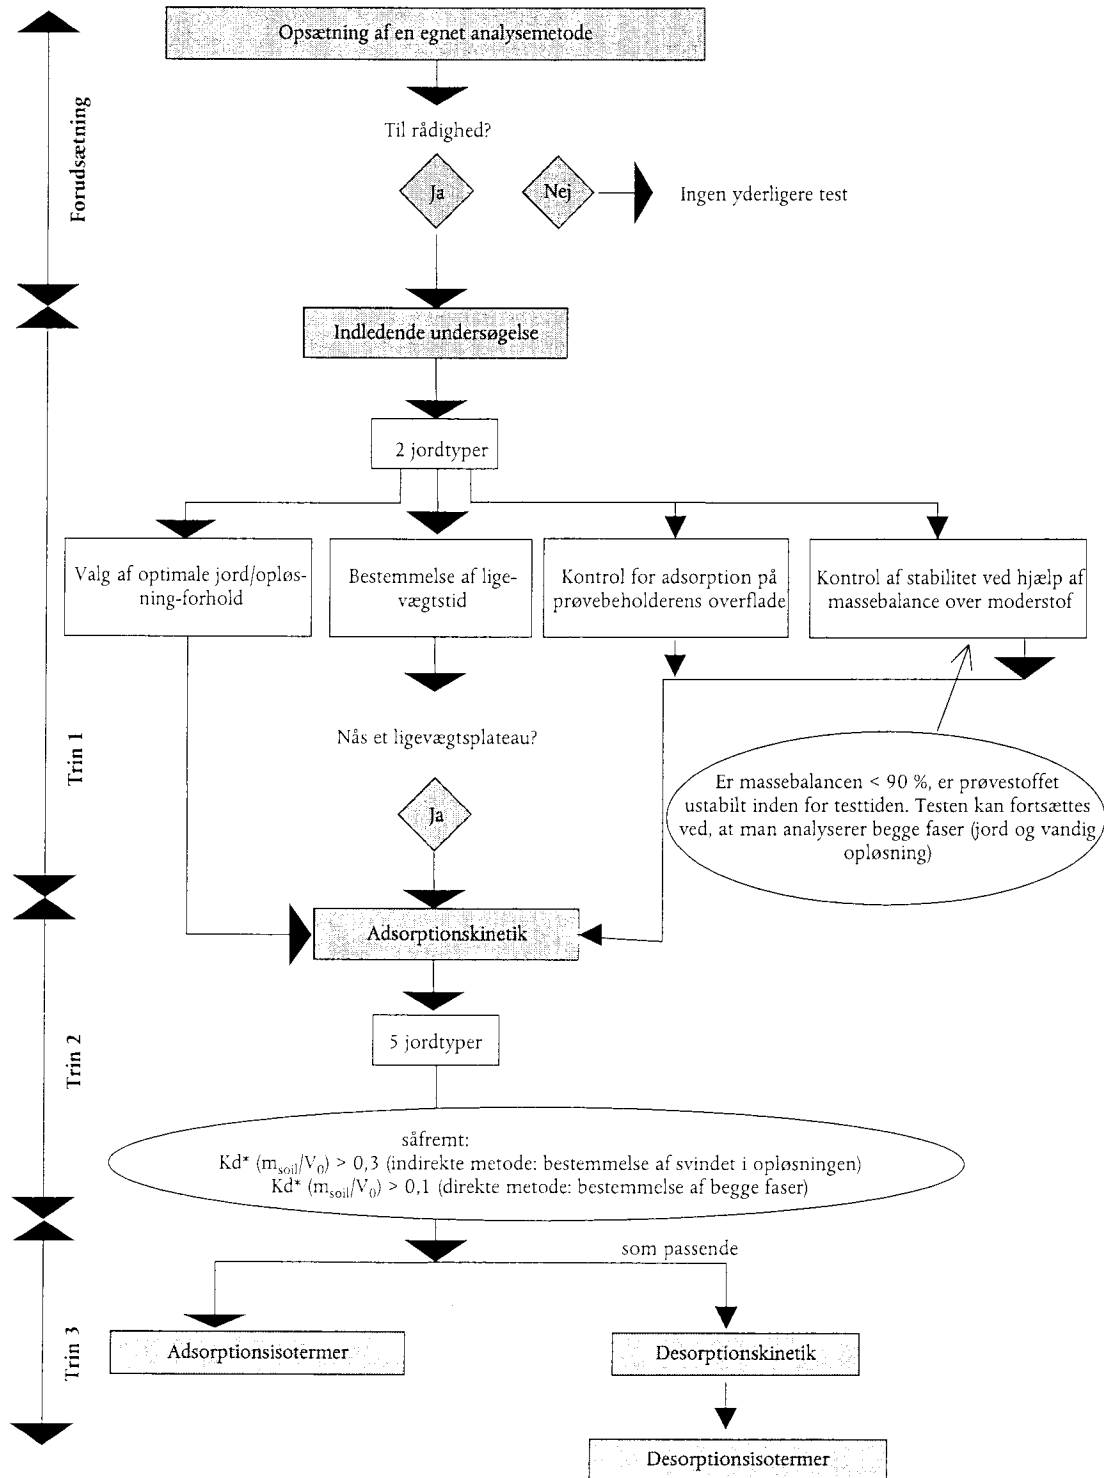 Opsætning af en egnet analysemetode
Til rådighed?
Forudsætning
Ja
Nej
Ingen yderligere test
Indledende undersøgelse
2 jordtyper
Valg af optimale jord/opløs-
ning-forhold
Bestemmelse af lige-
vægtstid
Kontrol for adsorption på
prøvebeholderens overflade
Kontrol af stabilitet ved hjælp af
massebalance over moderstof
Trin 1
Nås et ligevægtsplateau?
Er massebalancen < 90 %, er prøvestoffet
ustabilt inden for testtiden. Testen kan fortsættes
ved, at man analyserer begge faser (jord og vandig
opløsning)
Ja
Adsorptionskinetik
Trin 2
5 jordtyper
såfremt:
Kd* (m_soil/V_0) > 0,3 (indirekte metode: bestemmelse af svindet i opløsningen)
Kd* (m_soil/V_0) > 0,1 (direkte metode: bestemmelse af begge faser)
som passende
Trin 3
Adsorptionsisotermer
Desorptionskinetik
Desorptionsisotermer